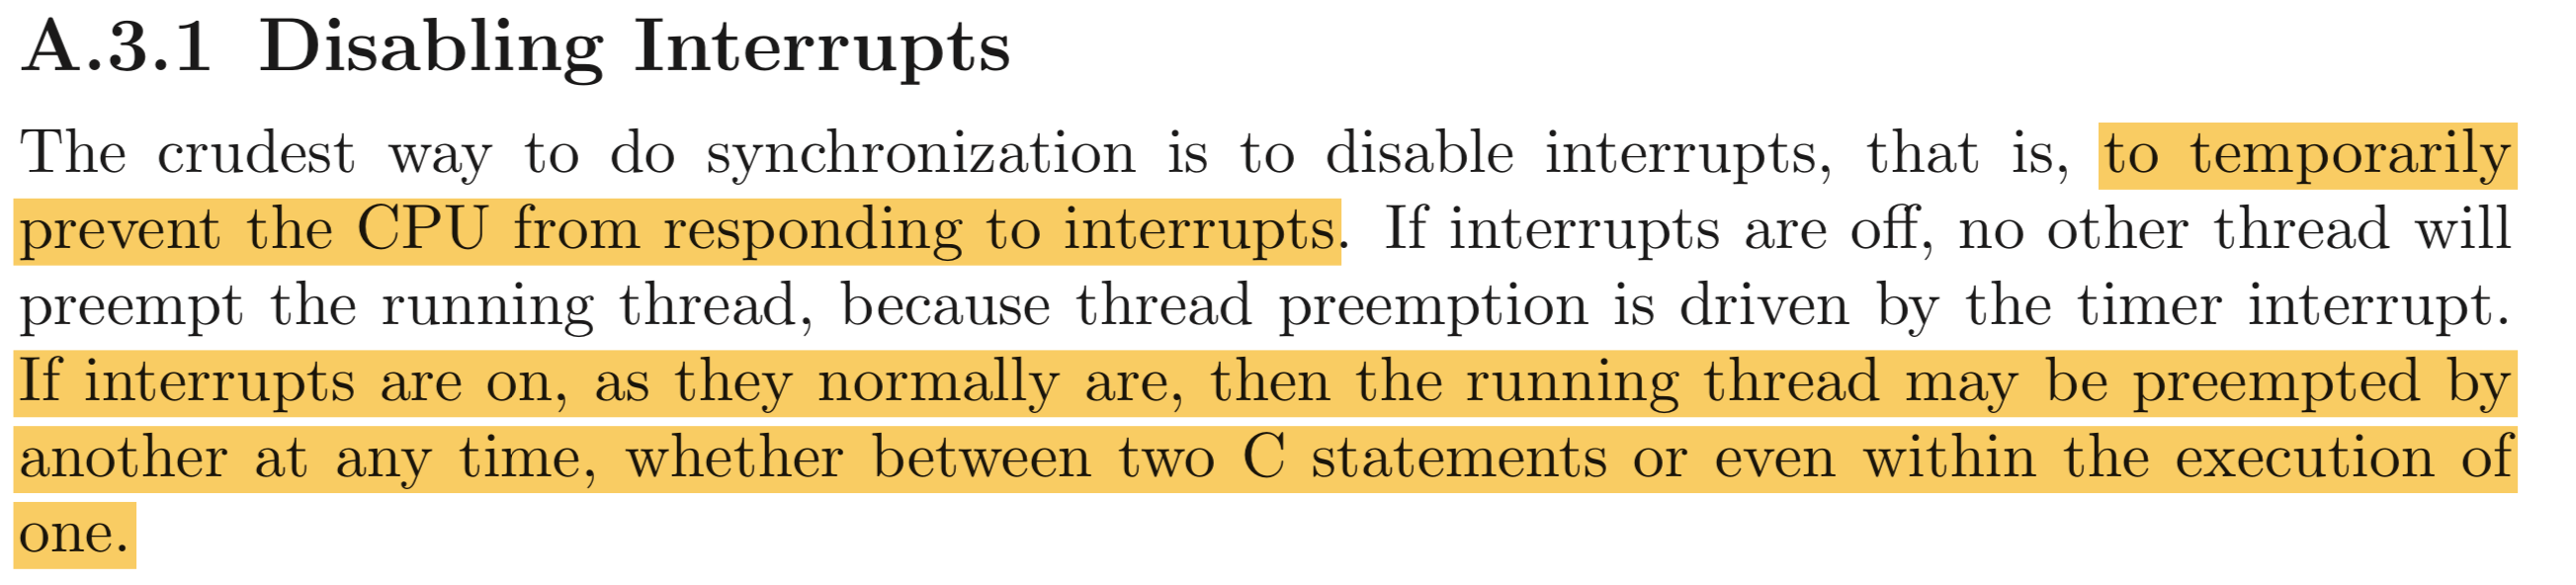 A.3.1 Disabling Interrupts
The crudest way to do synchronization is to disable interrupts, that is, to temporarily
prevent the CPU from responding to interrupts. If interrupts are off, no other thread will
preempt the running thread, because thread preemption is driven by the timer interrupt.
If interrupts are on, as they normally are, then the running thread may be preempted by
another at any time, whether between two C statements or even within the execution of
one.